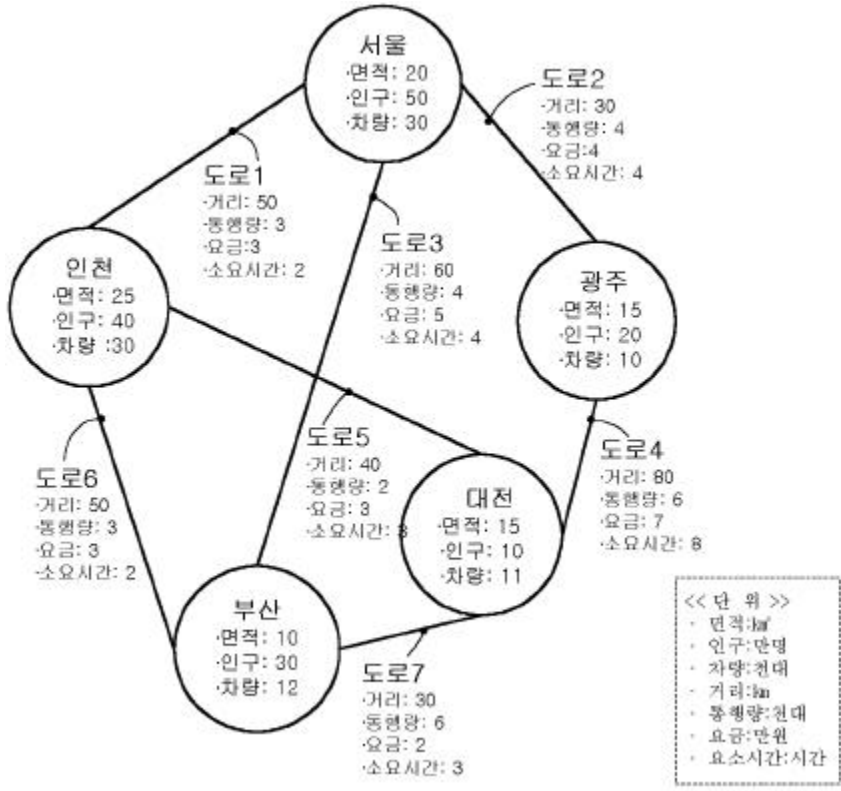 서울
·면적: 20
·인구: 50
·차량: 30
도로2
·거리: 30
·통행량: 4
·요금:4
·소요시간: 4
도로1
·거리: 50
·통행량: 3
·요금:3
·소요시간: 2
도로3
·거리: 60
·통행량: 4
·요금: 5
·소요시간: 4
인천
·면적: 25
·인구: 40
·차량 :30
광주
·면적: 15
·인구: 20
·차량: 10
도로5
·거리: 40
·통행량: 2
·요금: 3
·소요시간: 3
도로4
·거리: 80
·통행량: 6
·요금: 7
·소요시간: 8
도로6
·거리: 50
·통행량: 3
·요금: 3
·소요시간: 2
대전
·면적: 15
·인구: 10
·차량: 11
부산
·면적: 10
·인구: 30
·차량: 12
도로7
·거리: 30
·통행량: 6
·요금: 2
·소요시간: 3
<< 단 위 >>
· 면적:㎢
· 인구:만명
· 차량:천대
· 거리:㎞
· 통행량:천대
· 요금:만원
· 요소시간:시간